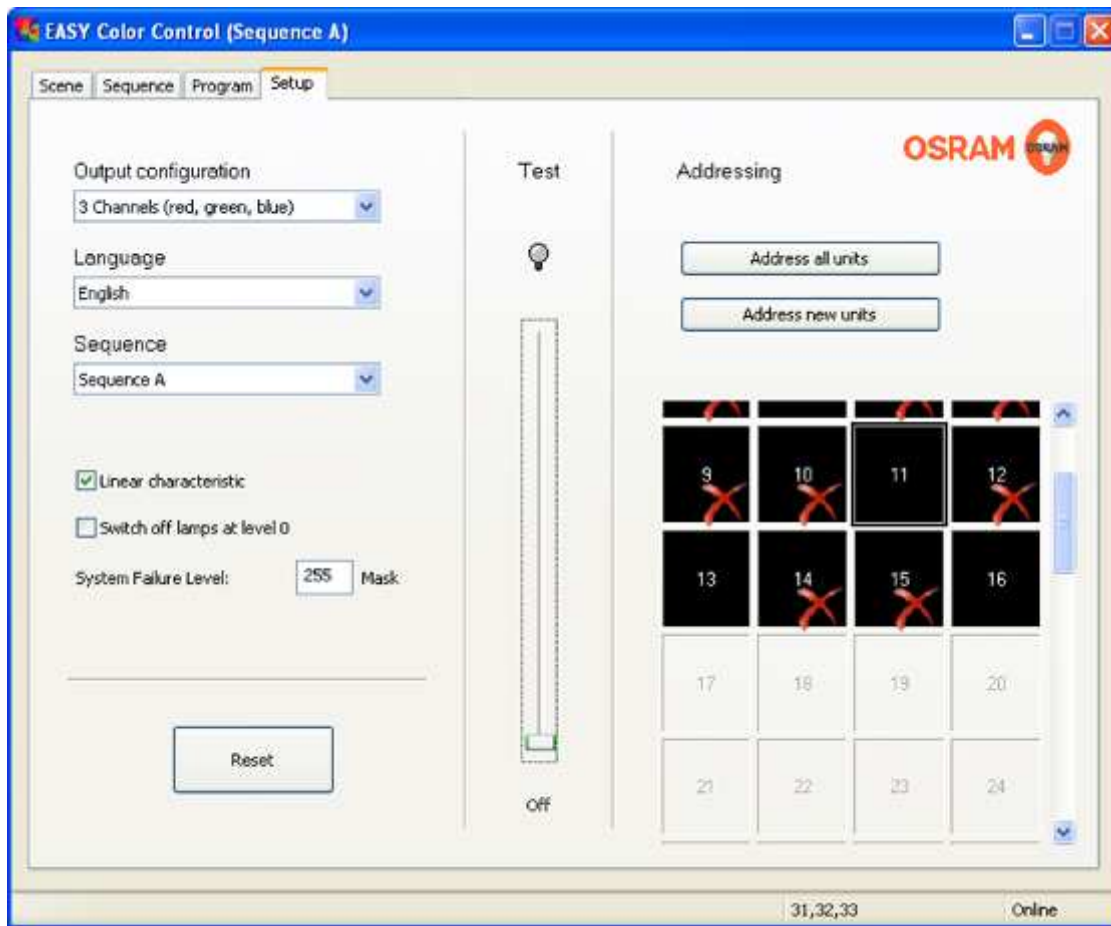 EASY Color Control (Sequence A)
Scene Sequence Program Setup
OSRAM OSRAM
Output configuration
3 Channels (red, green, blue)
Language
English
Sequence
Sequence A
Linear characteristic
Switch off lamps at level 0
System Failure Level: 255 Mask
Reset
Test
Off
Addressing
Address all units
Address new units
9 10 11 12
13 14 15 16
17 18 19 20
21 22 23 24
31,32,33 Online